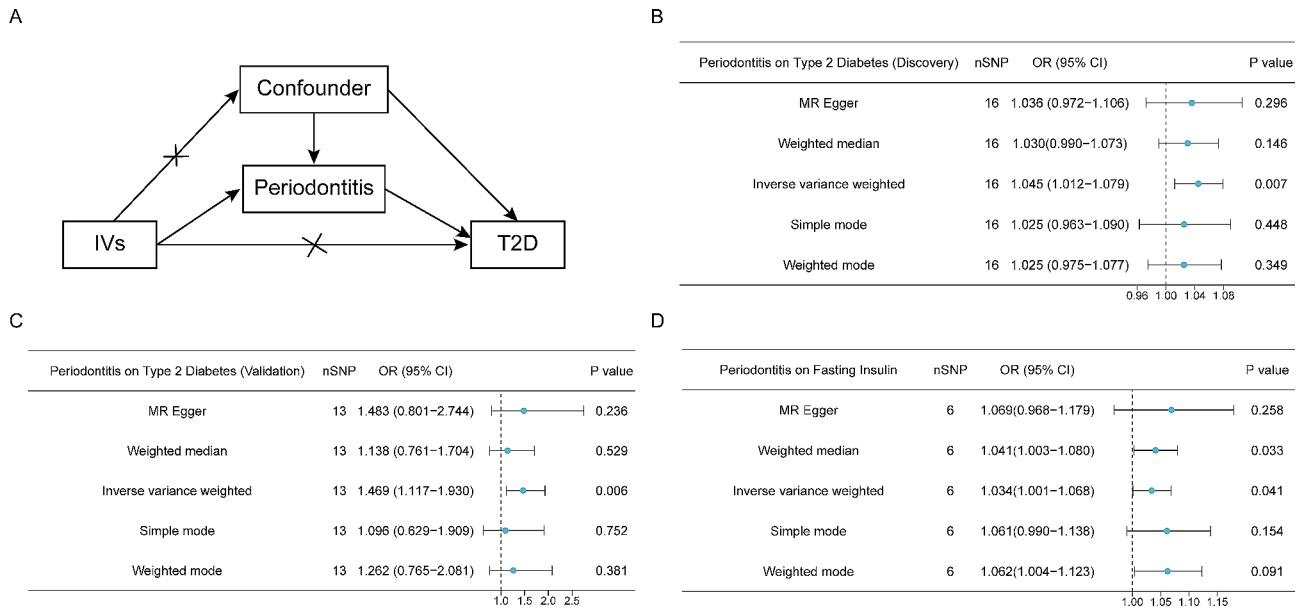 A
Confounder
Periodontitis
IVs
T2D
B
Periodontitis on Type 2 Diabetes (Discovery) nSNP OR (95% CI) P value
MR Egger 16 1.036 (0.972−1.106) 0.296
Weighted median 16 1.030(0.990−1.073) 0.146
Inverse variance weighted 16 1.045 (1.012−1.079) 0.007
Simple mode 16 1.025 (0.963−1.090) 0.448
Weighted mode 16 1.025 (0.975−1.077) 0.349
0.96 1.00 1.04 1.08
C
Periodontitis on Type 2 Diabetes (Validation) nSNP OR (95% CI) P value
MR Egger 13 1.483 (0.801−2.744) 0.236
Weighted median 13 1.138 (0.761−1.704) 0.529
Inverse variance weighted 13 1.469 (1.117−1.930) 0.006
Simple mode 13 1.096 (0.629−1.909) 0.752
Weighted mode 13 1.262 (0.765−2.081) 0.381
1.0 1.5 2.0 2.5
D
Periodontitis on Fasting Insulin nSNP OR (95% CI) P value
MR Egger 6 1.069(0.968−1.179) 0.258
Weighted median 6 1.041(1.003−1.080) 0.033
Inverse variance weighted 6 1.034(1.001−1.068) 0.041
Simple mode 6 1.061(0.990−1.138) 0.154
Weighted mode 6 1.062(1.004−1.123) 0.091
1.00 1.05 1.10 1.15